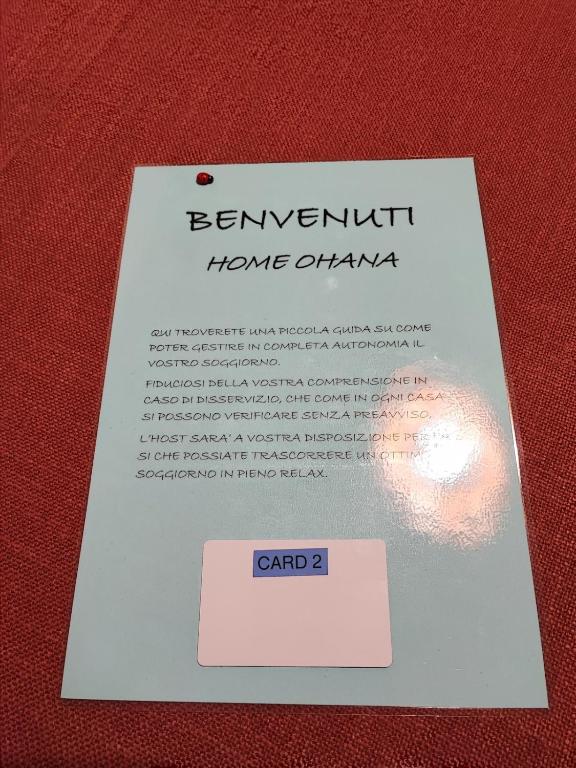 BENVENUTI
HOME OHANA
QUI TROVERETE UNA PICCOLA GUIDA SU COME
POTER GESTIRE IN COMPLETA AUTONOMIA IL
VOSTRO SOGGIORNO.
FIDUCIOSI DELLA VOSTRA COMPRENSIONE IN
CASO DI DISSERVIZIO, CHE COME IN OGNI CASA
SI POSSONO VERIFICARE SENZA PREAVVISO,
L'HOST SARA' A VOSTRA DISPOSIZIONE PER
SI CHE POSSIATE TRASCORRERE UN OTTIMO
SOGGIORNO IN PIENO RELAX.
CARD 2